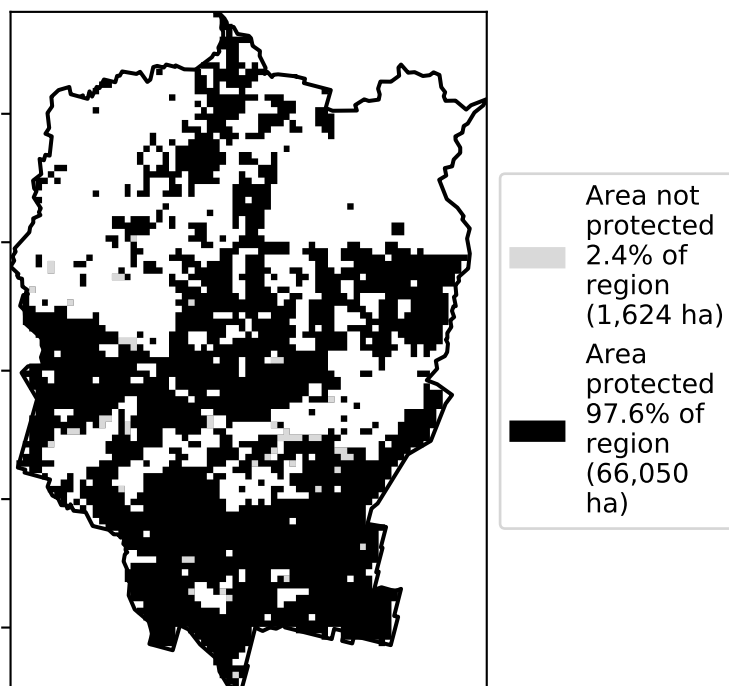 Area not
protected
2.4% of
region
(1,624 ha)
Area
protected
97.6% of
region
(66,050
ha)